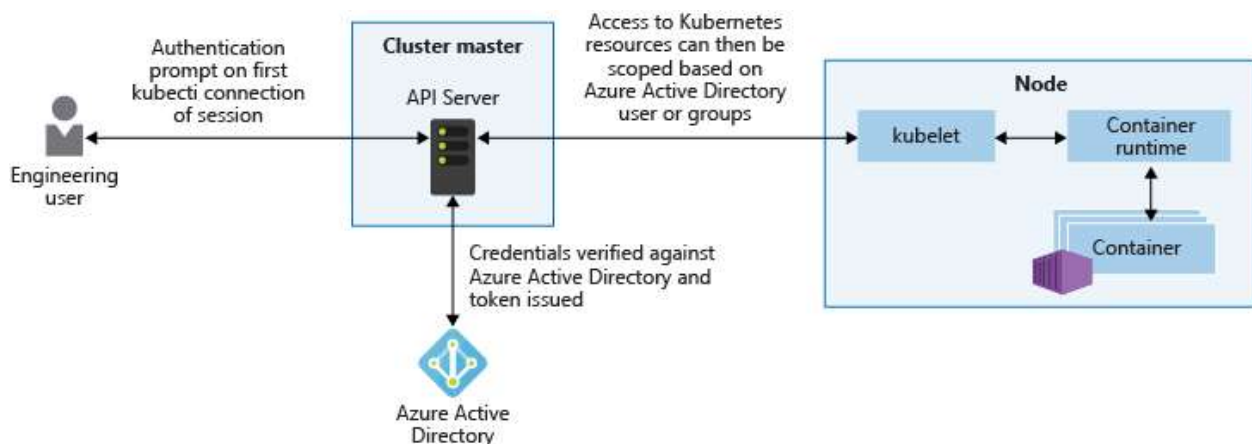 Authentication
prompt on first
kubecti connection
of session
Engineering
user
Cluster master
API Server
Access to Kubernetes
resources can then be
scoped based on
Azure Active Directory
user or groups
Node
kubelet
Container
runtime
Container
Credentials verified against
Azure Active Directory and
token issued
Azure Active
Directory